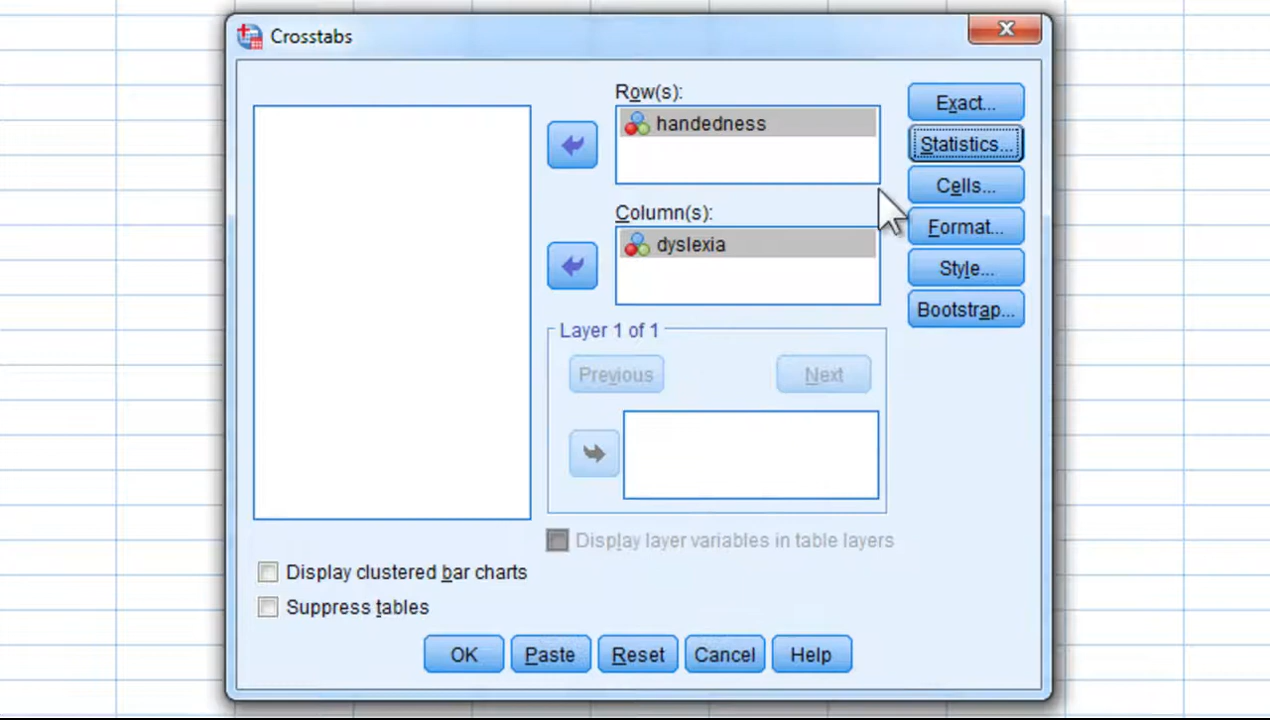 Crosstabs
Row(s):
handedness
Column(s):
dyslexia
Exact...
Statistics...
Cells...
Format...
Style...
Bootstrap...
Layer 1 of 1
Previous
Next
Display layer variables in table layers
Display clustered bar charts
Suppress tables
OK
Paste
Reset
Cancel
Help